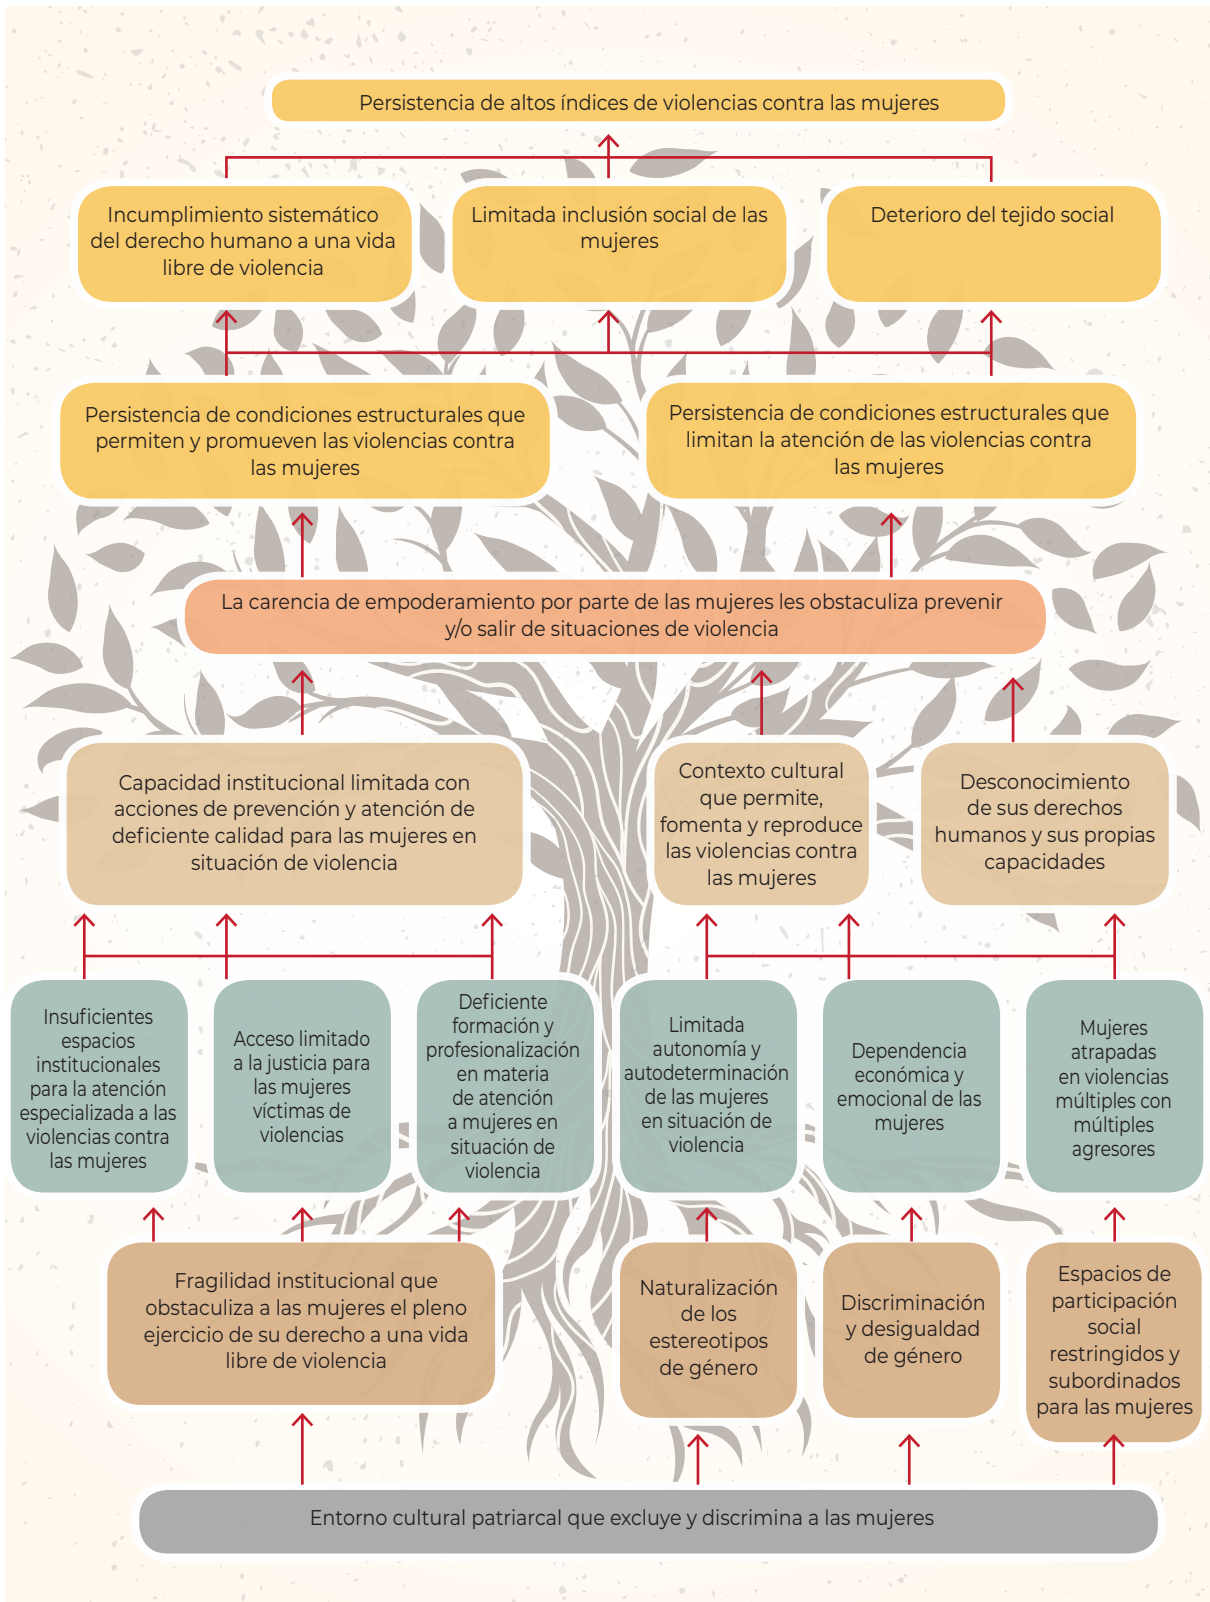 Persistencia de altos índices de violencias contra las mujeres
Incumplimiento sistemático
del derecho humano a una vida
libre de violencia
Limitada inclusión social de las
mujeres
Deterioro del tejido social
Persistencia de condiciones estructurales que
permiten y promueven las violencias contra
las mujeres
Persistencia de condiciones estructurales que
limitan la atención de las violencias contra
las mujeres
La carencia de empoderamiento por parte de las mujeres les obstaculiza prevenir
y/o salir de situaciones de violencia
Capacidad institucional limitada con
acciones de prevención y atención de
deficiente calidad para las mujeres en
situación de violencia
Contexto cultural
que permite,
fomenta y reproduce
las violencias contra
las mujeres
Desconocimiento
de sus derechos
humanos y sus propias
capacidades
Insuficientes
espacios
institucionales
para la atención
especializada a las
violencias contra
las mujeres
Acceso limitado
a la justicia para
las mujeres
víctimas de
violencias
Deficiente
formación y
profesionalización
en materia
de atención
a mujeres en
situación de
violencia
Limitada
autonomía y
autodeterminación
de las mujeres
en situación de
violencia
Dependencia
económica y
emocional de las
mujeres
Mujeres
atrapadas
en violencias
múltiples con
múltiples
agresores
Fragilidad institucional que
obstaculiza a las mujeres el pleno
ejercicio de su derecho a una vida
libre de violencia
Naturalización
de los
estereotipos
de género
Discriminación
y desigualdad
de género
Espacios de
participación
social
restringidos y
subordinados
para las mujeres
Entorno cultural patriarcal que excluye y discrimina a las mujeres